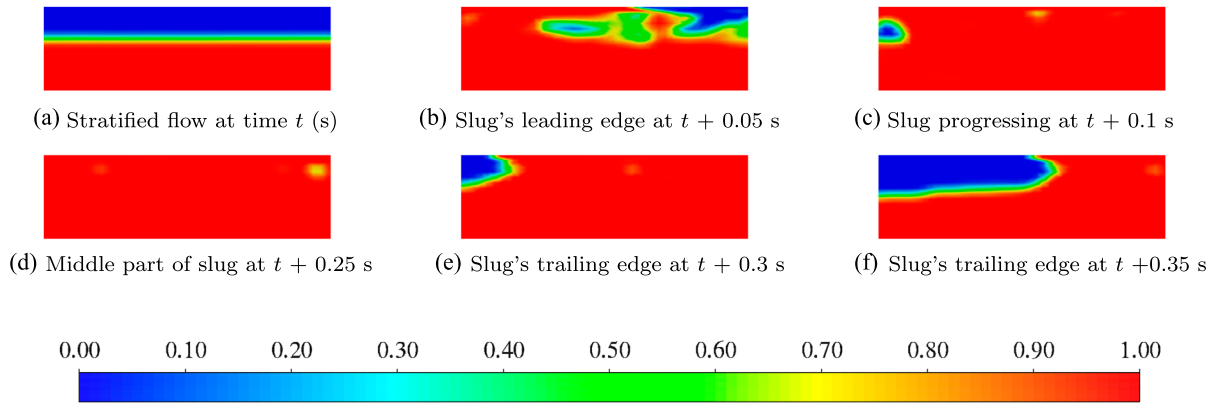 (a) Stratified flow at time t (s)
(b) Slug's leading edge at t + 0.05 s
(c) Slug progressing at t + 0.1 s
(d) Middle part of slug at t + 0.25 s
(e) Slug's trailing edge at t + 0.3 s
(f) Slug's trailing edge at t +0.35 s
0.00 0.10 0.20 0.30 0.40 0.50 0.60 0.70 0.80 0.90 1.00